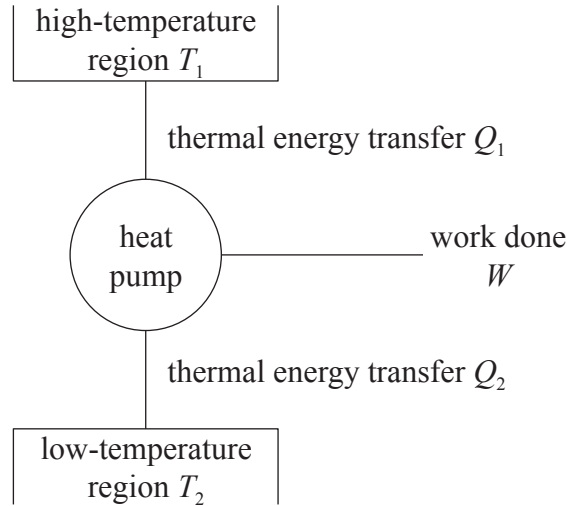 high-temperature
region T₁
thermal energy transfer Q₁
heat
pump
work done
W
thermal energy transfer Q₂
low-temperature
region T₂